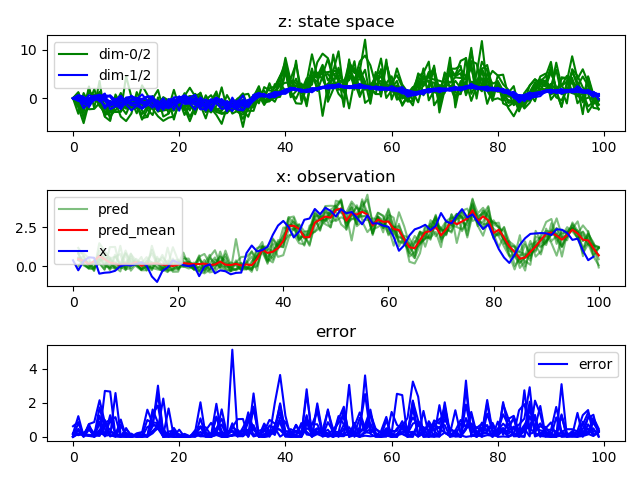 z: state space
10
0
dim-0/2
dim-1/2
0 20 40 60 80 100
x: observation
2.5
0.0
pred
pred_mean
x
0 20 40 60 80 100
error
4
2
0
error
0 20 40 60 80 100